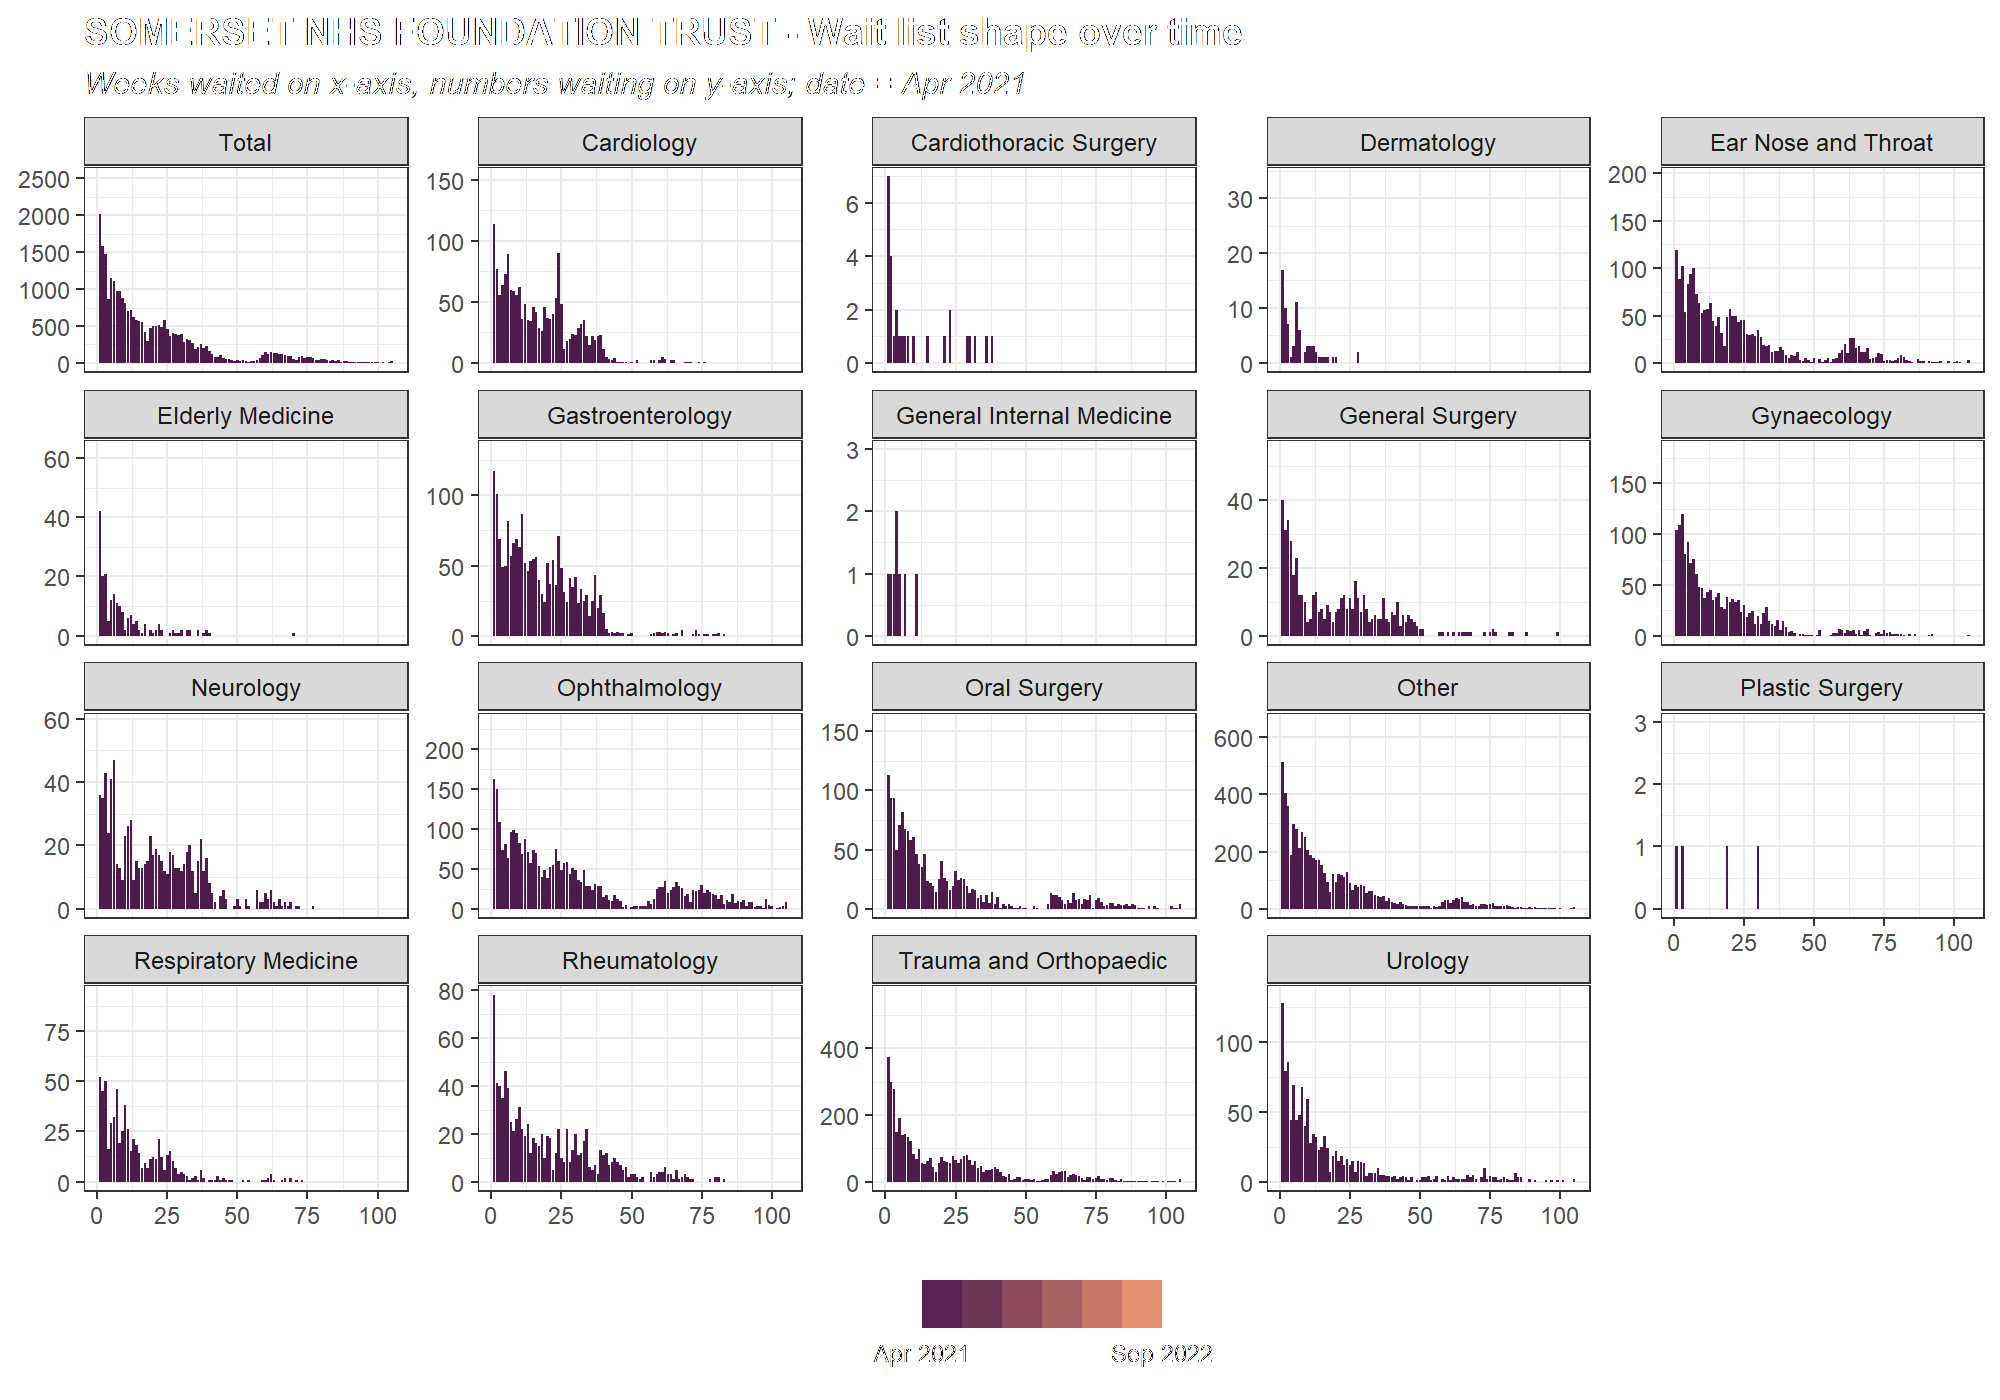 SOMERSET NHS FOUNDATION TRUST - Wait list shape over time
Weeks waited on x-axis, numbers waiting on y-axis; date = Apr 2021
Total
Cardiology
Cardiothoracic Surgery
Dermatology
Ear Nose and Throat
2500
2000
1500
1000
500
0
150
100
50
0
6
4
2
0
30
20
10
0
200
150
100
50
0
Elderly Medicine
Gastroenterology
General Internal Medicine
General Surgery
Gynaecology
60
40
20
0
100
50
0
3
2
1
0
40
20
0
150
100
50
0
Neurology
Ophthalmology
Oral Surgery
Other
Plastic Surgery
60
40
20
0
200
150
100
50
0
150
100
50
0
600
400
200
0
3
2
1
0
0 25 50 75 100
Respiratory Medicine
Rheumatology
Trauma and Orthopaedic
Urology
75
50
25
0
80
60
40
20
0
400
200
0
100
50
0
0 25 50 75 100
0 25 50 75 100
0 25 50 75 100
0 25 50 75 100
Apr 2021
Sep 2022